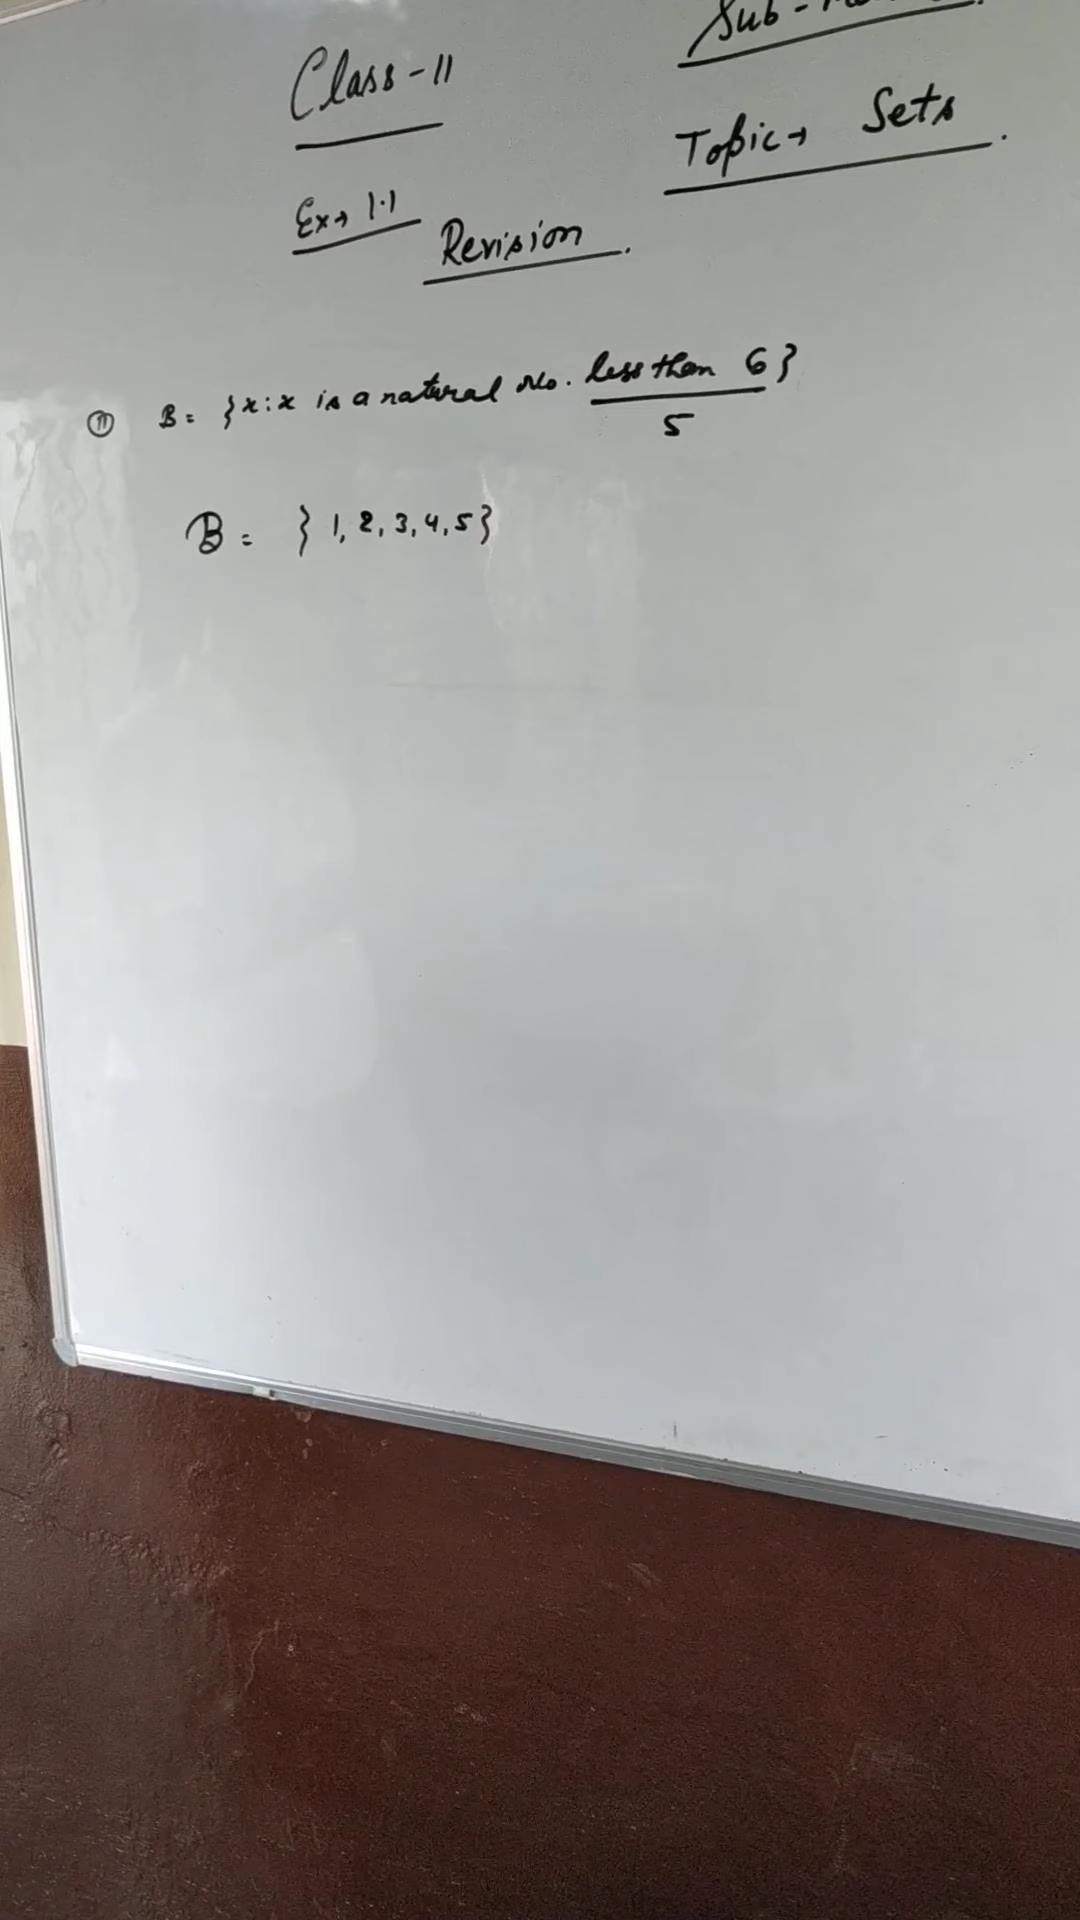 Class-11
Sub-
Topic→ Sets
Ex→ 1.1
Revision.
(ii) B = {x:x is a natural No. less than 6}
5
B = } 1, 2, 3, 4, 5}